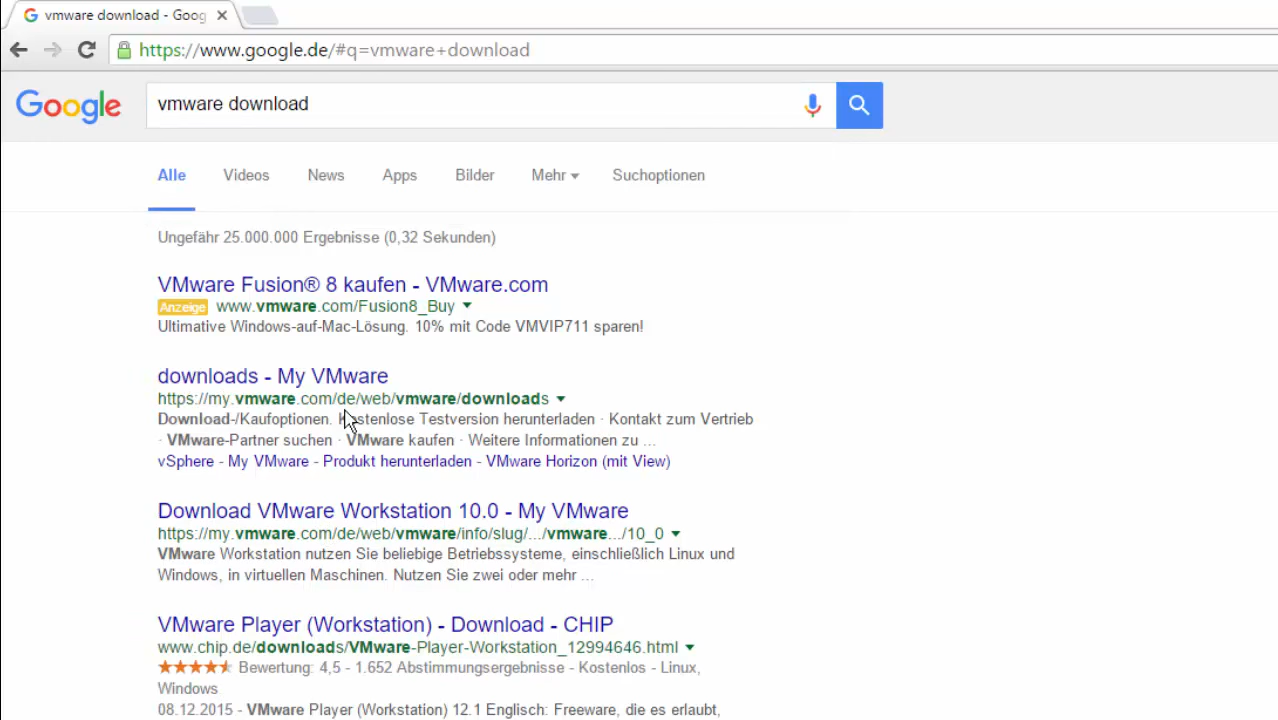 vmware download - Goog
https://www.google.de/#q=vmware+download
Google
vmware download
Alle Videos News Apps Bilder Mehr Suchoptionen
Ungefähr 25.000.000 Ergebnisse (0,32 Sekunden)
VMware Fusion® 8 kaufen - VMware.com
Anzeige www.vmware.com/Fusion8_Buy
Ultimative Windows-auf-Mac-Lösung. 10% mit Code VMVIP711 sparen!
downloads - My VMware
https://my.vmware.com/de/web/vmware/downloads
Download-/Kaufoptionen. Kostenlose Testversion herunterladen · Kontakt zum Vertrieb
· VMware-Partner suchen · VMware kaufen · Weitere Informationen zu ...
vSphere - My VMware - Produkt herunterladen - VMware Horizon (mit View)
Download VMware Workstation 10.0 - My VMware
https://my.vmware.com/de/web/vmware/info/slug/.../vmware.../10_0
VMware Workstation nutzen Sie beliebige Betriebssysteme, einschließlich Linux und
Windows, in virtuellen Maschinen. Nutzen Sie zwei oder mehr ...
VMware Player (Workstation) - Download - CHIP
www.chip.de/downloads/VMware-Player-Workstation_12994646.html
Bewertung: 4,5 - 1.652 Abstimmungsergebnisse - Kostenlos - Linux,
Windows
08.12.2015 - VMware Player (Workstation) 12.1 Englisch: Freeware, die es erlaubt,